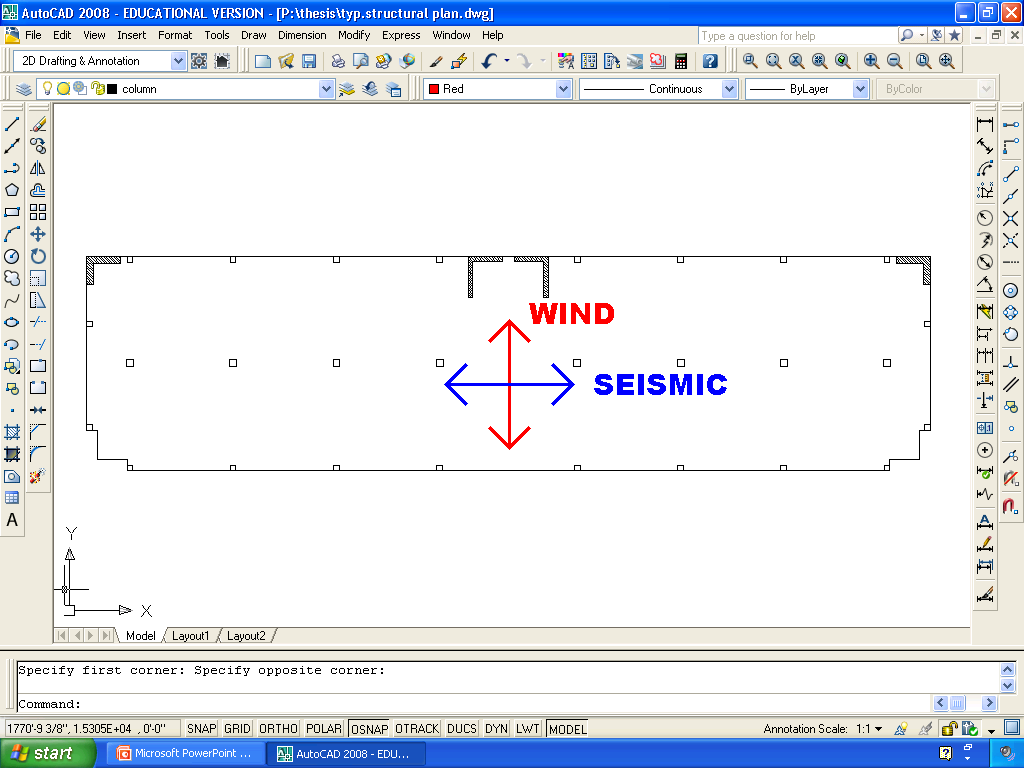 AutoCAD 2008 - EDUCATIONAL VERSION - [P:\thesis\typ.structural plan.dwg]
File Edit View Insert Format Tools Draw Dimension Modify Express Window Help
Type a question for help
2D Drafting & Annotation
column
Red
Continuous
ByLayer
ByColor
WIND
SEISMIC
A
A
Y
X
Model Layout1 Layout2
Specify first corner: Specify opposite corner:
Command:
1770'-9 3/8", 1.5305E+04 , 0'-0" SNAP GRID ORTHO POLAR OSNAP OTRACK DUCS DYN LWT MODEL Annotation Scale: 1:1
start Microsoft PowerPoint ... AutoCAD 2008 - EDU...